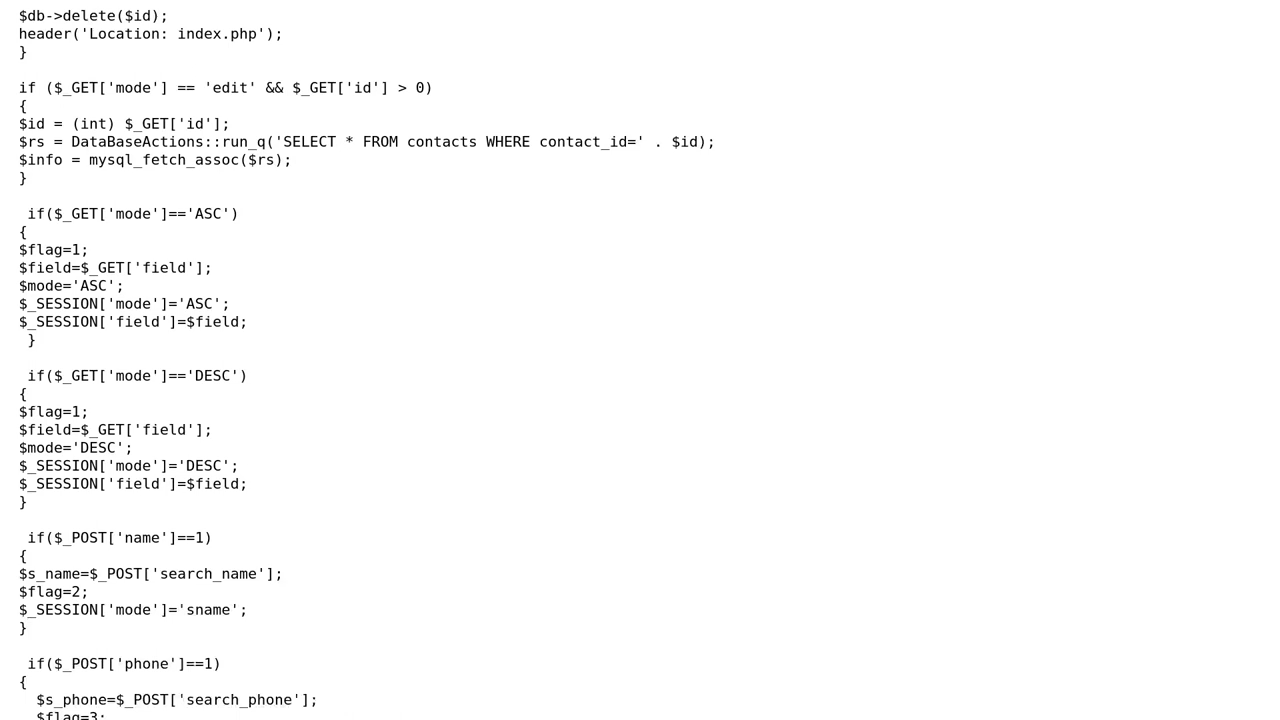 $db->delete($id);
header('Location: index.php');
}
if ($_GET['mode'] == 'edit' && $_GET['id'] > 0)
{
$id = (int) $_GET['id'];
$rs = DataBaseActions::run_q('SELECT * FROM contacts WHERE contact_id=' . $id);
$info = mysql_fetch_assoc($rs);
}
if($_GET['mode']=='ASC')
{
$flag=1;
$field=$_GET['field'];
$mode='ASC';
$_SESSION['mode']='ASC';
$_SESSION['field']=$field;
}
if($_GET['mode']=='DESC')
{
$flag=1;
$field=$_GET['field'];
$mode='DESC';
$_SESSION['mode']='DESC';
$_SESSION['field']=$field;
}
if($_POST['name']==1)
{
$s_name=$_POST['search_name'];
$flag=2;
$_SESSION['mode']='sname';
}
if($_POST['phone']==1)
{
$s_phone=$_POST['search_phone'];
$flag=3;